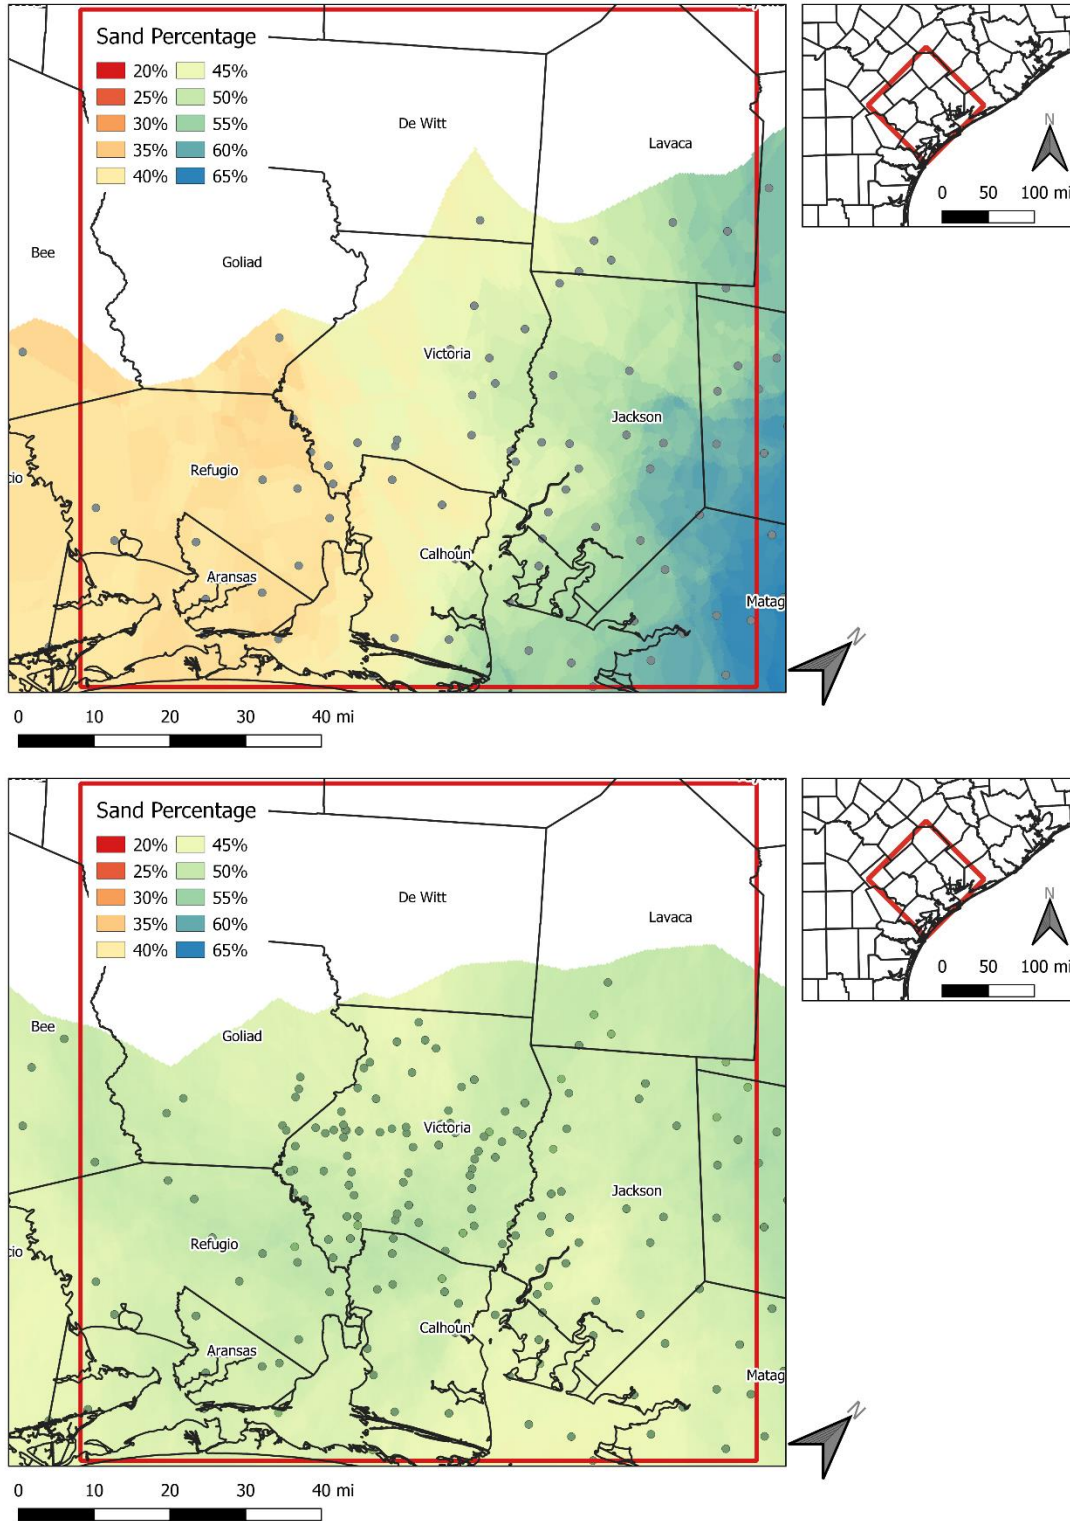 Sand Percentage
20% 45%
25% 50%
30% 55%
35% 60%
40% 65%
De Witt
Lavaca
Bee
Goliad
Victoria
Jackson
Refugio
cio
Calhoun
Aransas
Matag
N
0 10 20 30 40 mi
N
0 50 100 mi
Sand Percentage
20% 45%
25% 50%
30% 55%
35% 60%
40% 65%
De Witt
Lavaca
Bee
Goliad
Victoria
Jackson
Refugio
cio
Calhoun
Aransas
Matag
N
0 10 20 30 40 mi
N
0 50 100 mi